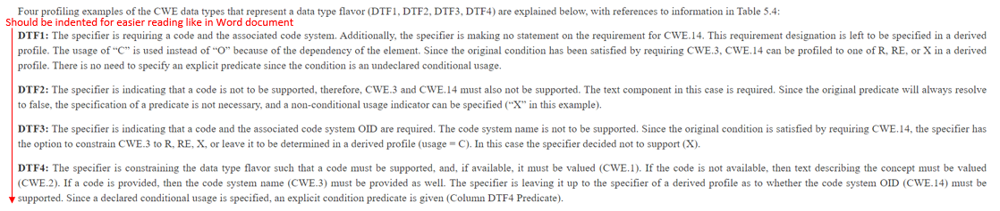 Four profiling examples of the CWE data types that represent a data type flavor (DTF1, DTF2, DTF3, DTF4) are explained below, with references to information in Table 5.4:
Should be indented for easier reading like in Word document
DTF1: The specifier is requiring a code and the associated code system. Additionally, the specifier is making no statement on the requirement for CWE.14. This requirement designation is left to be specified in a derived
profile. The usage of “C” is used instead of “O” because of the dependency of the element. Since the original condition has been satisfied by requiring CWE.3, CWE.14 can be profiled to one of R, RE, or X in a derived
profile. There is no need to specify an explicit predicate since the condition is an undeclared conditional usage.
DTF2: The specifier is indicating that a code is not to be supported, therefore, CWE.3 and CWE.14 must also not be supported. The text component in this case is required. Since the original predicate will always resolve
to false, the specification of a predicate is not necessary, and a non-conditional usage indicator can be specified (“X” in this example).
DTF3: The specifier is indicating that a code and the associated code system OID are required. The code system name is not to be supported. Since the original condition is satisfied by requiring CWE.14, the specifier has
the option to constrain CWE.3 to R, RE, X, or leave it to be determined in a derived profile (usage = C). In this case the specifier decided not to support (X).
DTF4: The specifier is constraining the data type flavor such that a code must be supported, and, if available, it must be valued (CWE.1). If the code is not available, then text describing the concept must be valued
(CWE.2). If a code is provided, then the code system name (CWE.3) must be provided as well. The specifier is leaving it up to the specifier of a derived profile as to whether the code system OID (CWE.14) must be
supported. Since a declared conditional usage is specified, an explicit condition predicate is given (Column DTF4 Predicate).